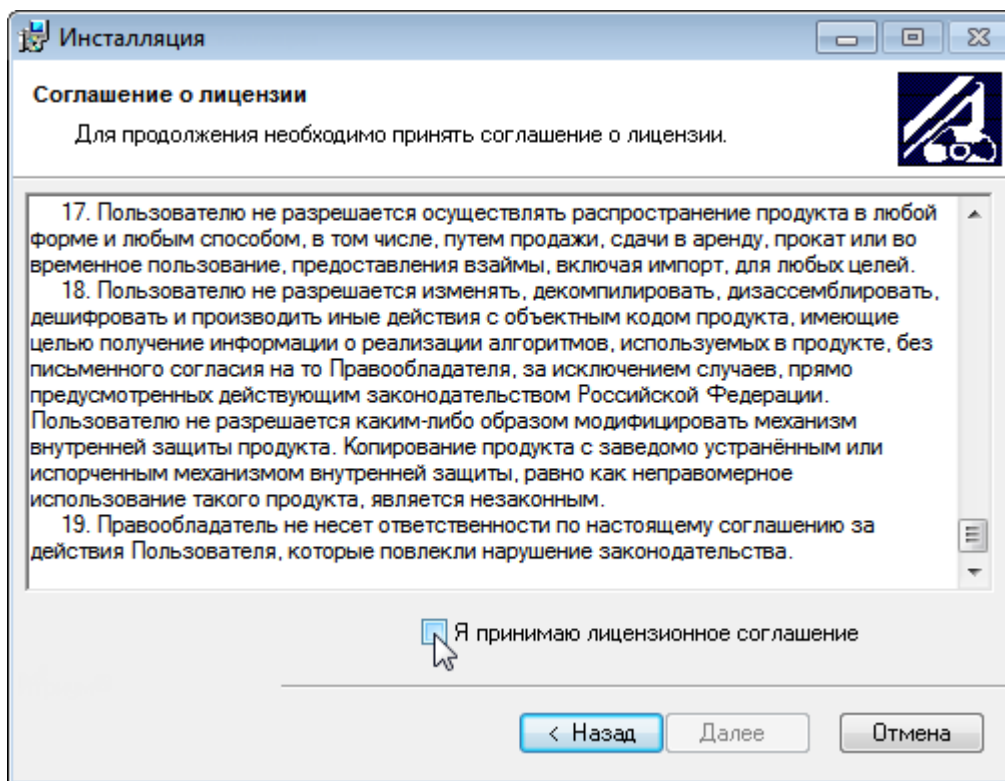 Инсталляция
Соглашение о лицензии
Для продолжения необходимо принять соглашение о лицензии.
17. Пользователю не разрешается осуществлять распространение продукта в любой
форме и любым способом, в том числе, путем продажи, сдачи в аренду, прокат или во
временное пользование, предоставления взаймы, включая импорт, для любых целей.
18. Пользователю не разрешается изменять, декомпилировать, дизассемблировать,
дешифровать и производить иные действия с объектным кодом продукта, имеющие
целью получение информации о реализации алгоритмов, используемых в продукте, без
письменного согласия на то Правообладателя, за исключением случаев, прямо
предусмотренных действующим законодательством Российской Федерации.
Пользователю не разрешается каким-либо образом модифицировать механизм
внутренней защиты продукта. Копирование продукта с заведомо устранённым или
испорченным механизмом внутренней защиты, равно как неправомерное
использование такого продукта, является незаконным.
19. Правообладатель не несет ответственности по настоящему соглашению за
действия Пользователя, которые повлекли нарушение законодательства.
Я принимаю лицензионное соглашение
< Назад Далее Отмена